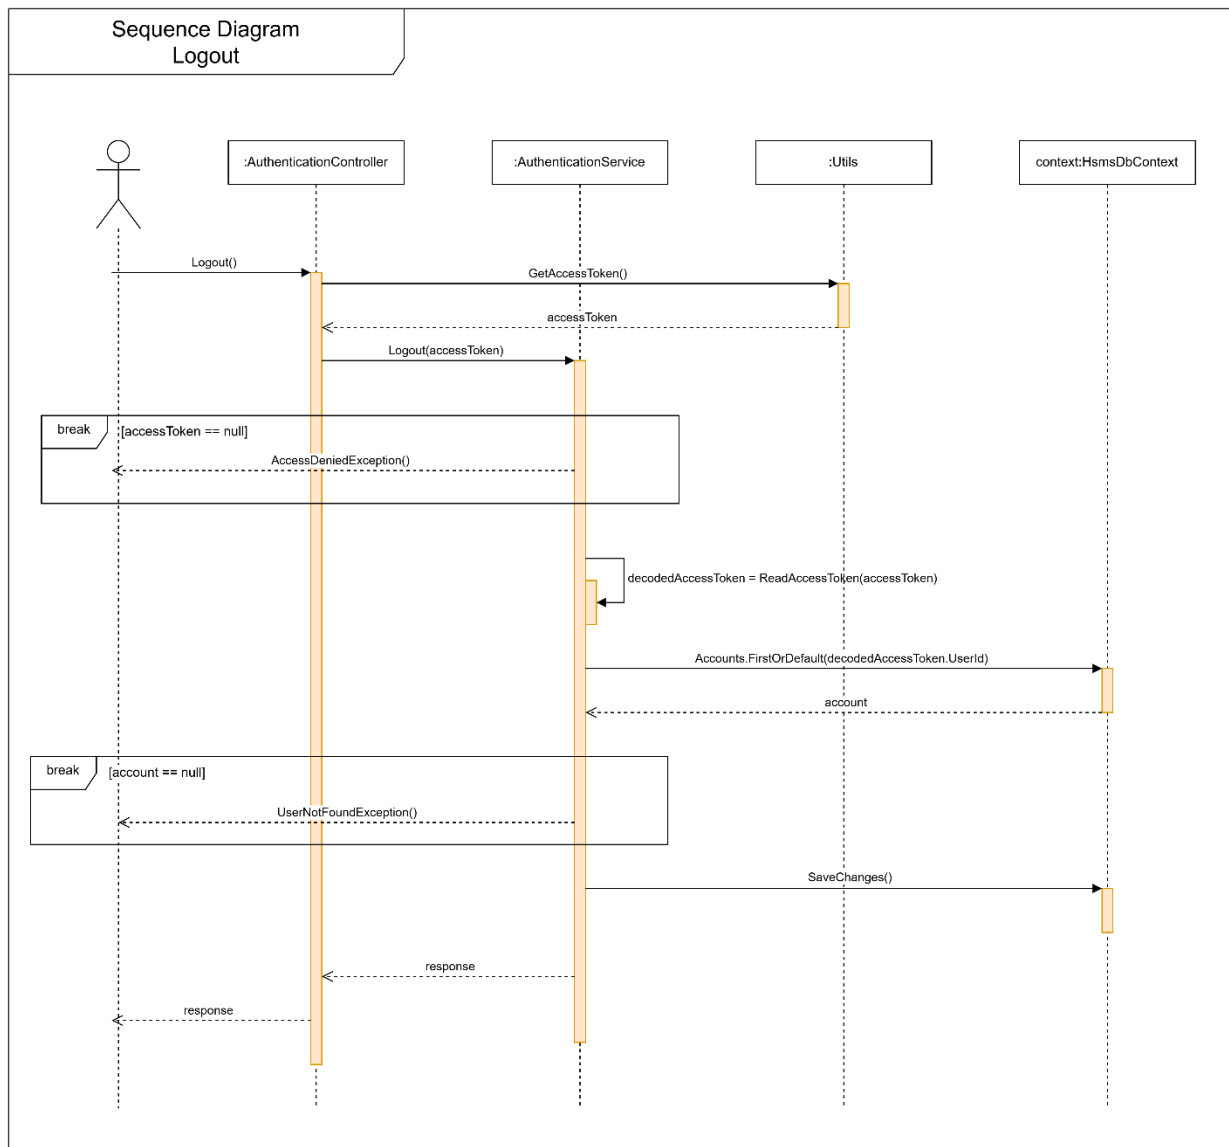 Sequence Diagram
Logout
:AuthenticationController
:AuthenticationService
:Utils
context:HsmsDbContext
Logout()
GetAccessToken()
accessToken
Logout(accessToken)
break
[accessToken == null]
AccessDeniedException()
decodedAccessToken = ReadAccessToken(accessToken)
Accounts.FirstOrDefault(decodedAccessToken.UserId)
account
break
[account == null]
UserNotFoundException()
SaveChanges()
response
response